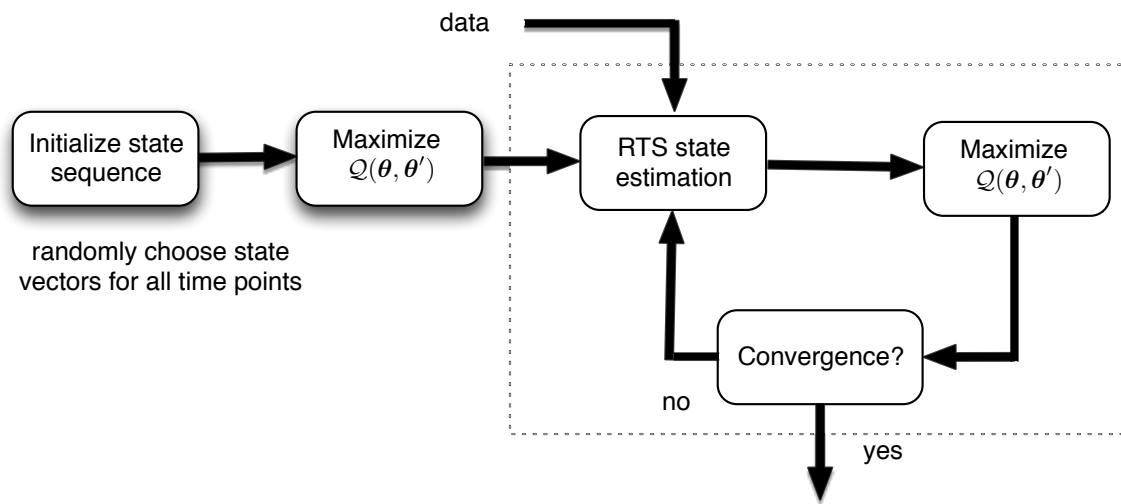 data
Initialize state
sequence
Maximize
𝒬(θ, θ′)
RTS state
estimation
Maximize
𝒬(θ, θ′)
randomly choose state
vectors for all time points
Convergence?
no
yes